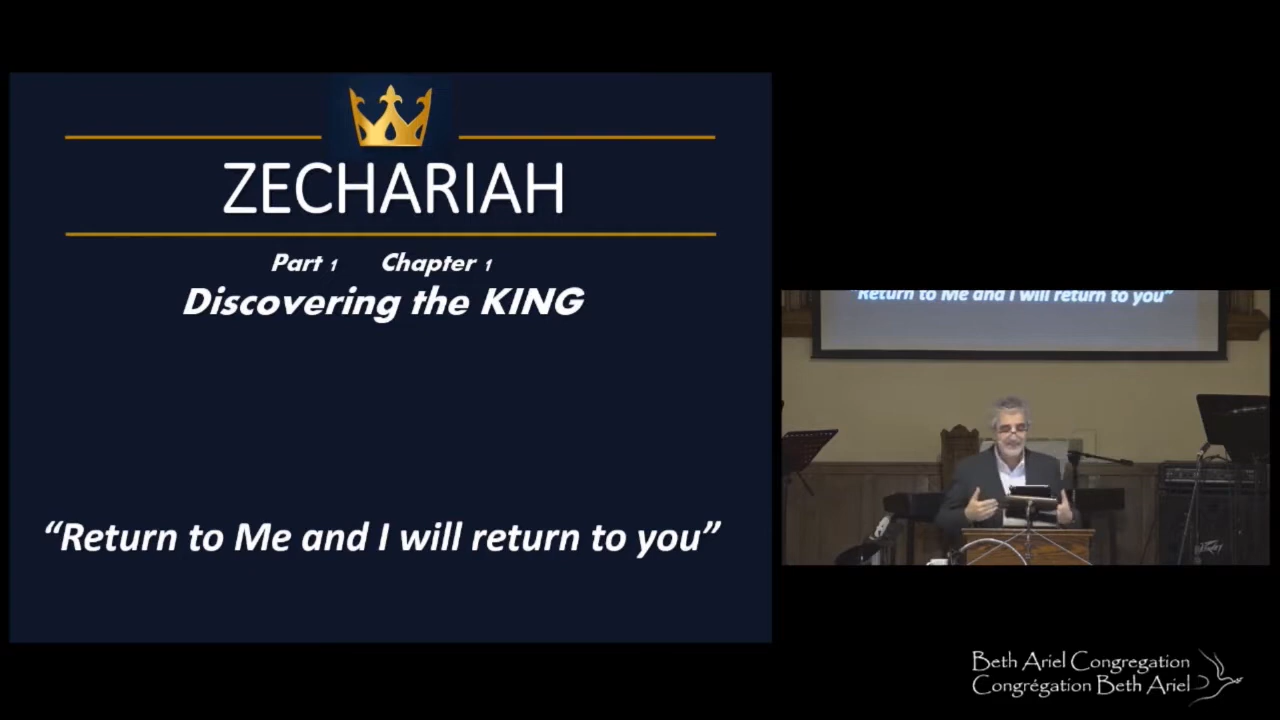 ZECHARIAH
Part 1 Chapter 1
Discovering the KING
“Return to Me and I will return to you”
“Return to Me and I will return to you”
PEAVEY
Beth Ariel Congregation
Congrégation Beth Ariel